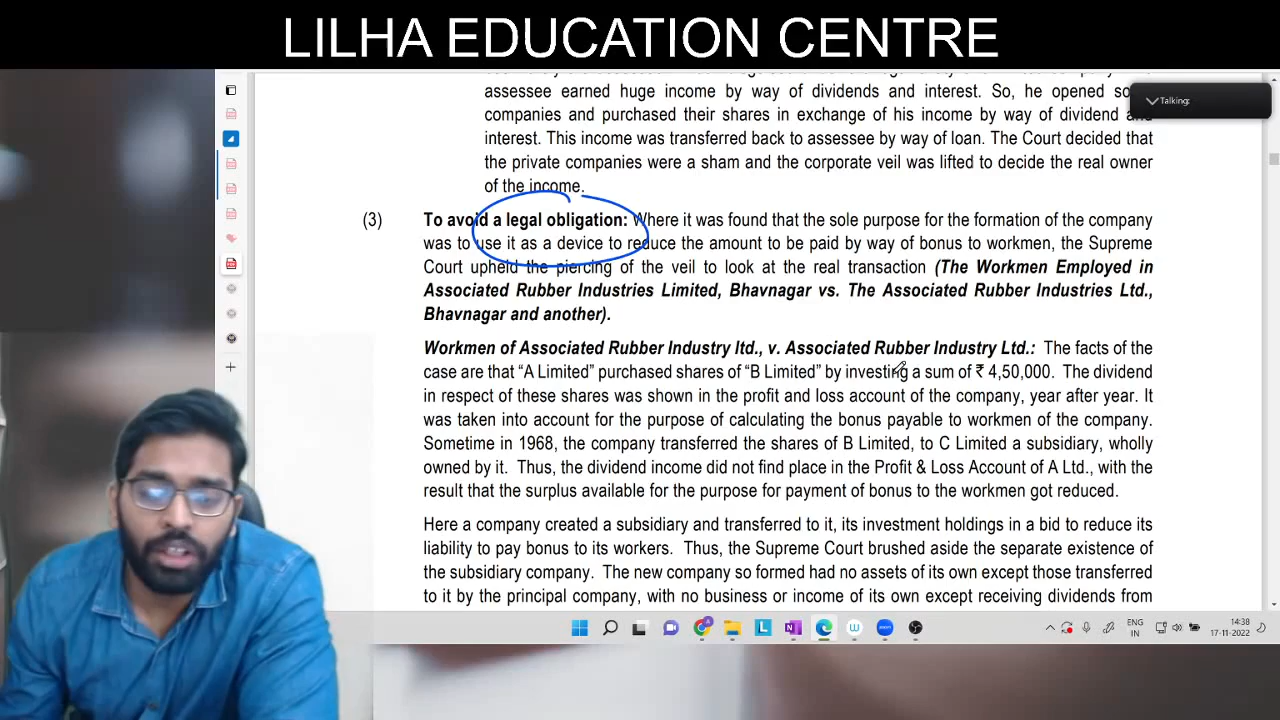 LILHA EDUCATION CENTRE
assessee earned huge income by way of dividends and interest. So, he opened
Talking:
companies and purchased their shares in exchange of his income by way of dividend and
interest. This income was transferred back to assessee by way of loan. The Court decided that
the private companies were a sham and the corporate veil was lifted to decide the real owner
of the income.
(3) To avoid a legal obligation: Where it was found that the sole purpose for the formation of the company
was to use it as a device to reduce the amount to be paid by way of bonus to workmen, the Supreme
Court upheld the piercing of the veil to look at the real transaction (The Workmen Employed in
Associated Rubber Industries Limited, Bhavnagar vs. The Associated Rubber Industries Ltd.,
Bhavnagar and another).
Workmen of Associated Rubber Industry ltd., v. Associated Rubber Industry Ltd.: The facts of the
case are that “A Limited” purchased shares of “B Limited” by investing a sum of ₹ 4,50,000. The dividend
in respect of these shares was shown in the profit and loss account of the company, year after year. It
was taken into account for the purpose of calculating the bonus payable to workmen of the company.
Sometime in 1968, the company transferred the shares of B Limited, to C Limited a subsidiary, wholly
owned by it. Thus, the dividend income did not find place in the Profit & Loss Account of A Ltd., with the
result that the surplus available for the purpose for payment of bonus to the workmen got reduced.
Here a company created a subsidiary and transferred to it, its investment holdings in a bid to reduce its
liability to pay bonus to its workers. Thus, the Supreme Court brushed aside the separate existence of
the subsidiary company. The new company so formed had no assets of its own except those transferred
to it by the principal company, with no business or income of its own except receiving dividends from
ENG
IN
14:38
17-11-2022